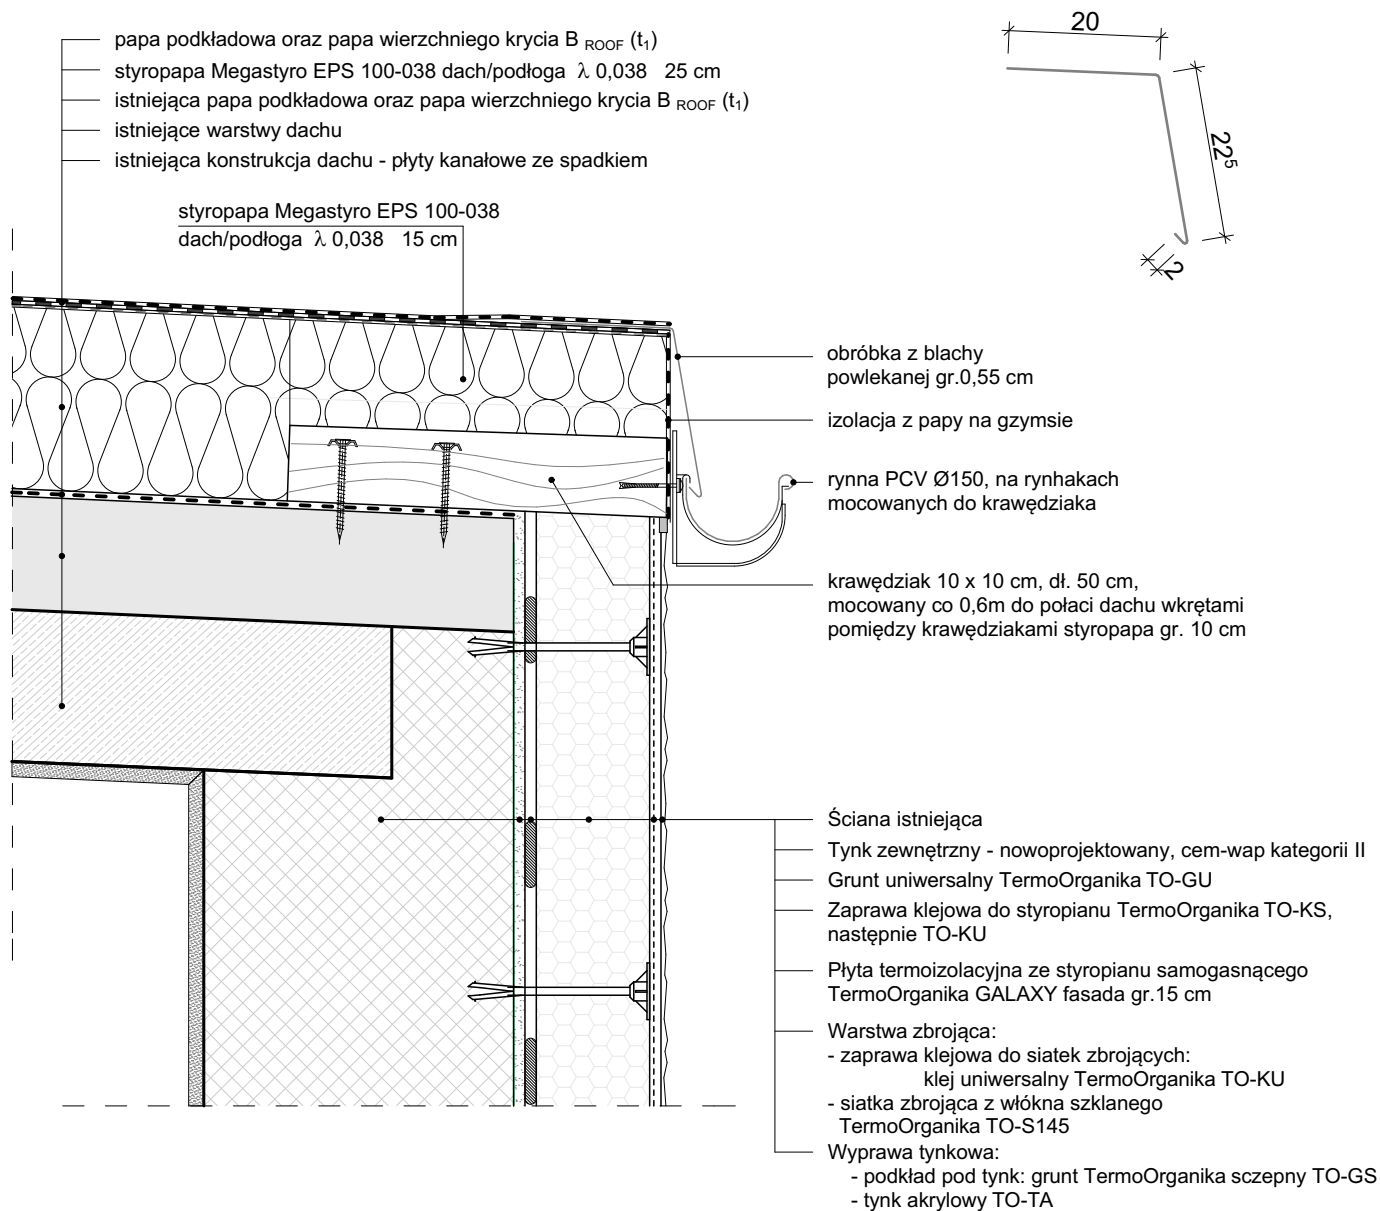 papa podkładowa oraz papa wierzchniego krycia B ROOF (t1)
styropapa Megastyro EPS 100-038 dach/podłoga λ 0,038 25 cm
istniejąca papa podkładowa oraz papa wierzchniego krycia B ROOF (t1)
istniejące warstwy dachu
istniejąca konstrukcja dachu - płyty kanałowe ze spadkiem
styropapa Megastyro EPS 100-038
dach/podłoga λ 0,038 15 cm
20
22⁵
2
obróbka z blachy
powlekanej gr.0,55 cm
izolacja z papy na gzymsie
rynna PCV Ø150, na rynhakach
mocowanych do krawędziaka
krawędziak 10 x 10 cm, dł. 50 cm,
mocowany co 0,6m do połaci dachu wkrętami
pomiędzy krawędziakami styropapa gr. 10 cm
Ściana istniejąca
Tynk zewnętrzny - nowoprojektowany, cem-wap kategorii II
Grunt uniwersalny TermoOrganika TO-GU
Zaprawa klejowa do styropianu TermoOrganika TO-KS,
następnie TO-KU
Płyta termoizolacyjna ze styropianu samogasnącego
TermoOrganika GALAXY fasada gr.15 cm
Warstwa zbrojąca:
- zaprawa klejowa do siatek zbrojących:
klej uniwersalny TermoOrganika TO-KU
- siatka zbrojąca z włókna szklanego
TermoOrganika TO-S145
Wyprawa tynkowa:
- podkład pod tynk: grunt TermoOrganika sczepny TO-GS
- tynk akrylowy TO-TA